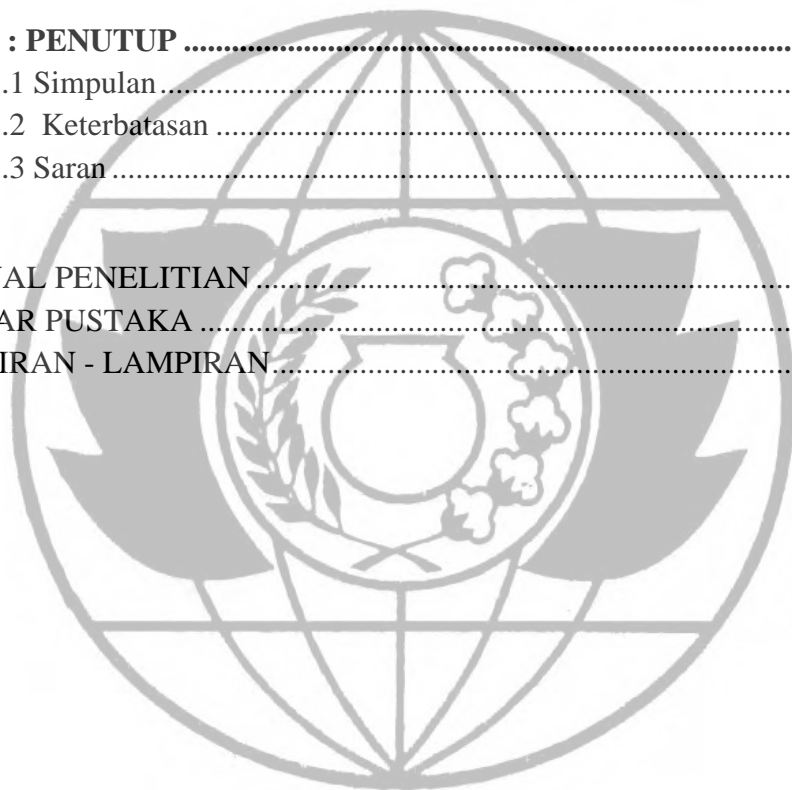 : PENUTUP ................................................................................
.1 Simpulan ................................................................................
.2 Keterbatasan ................................................................................
.3 Saran ................................................................................
AL PENELITIAN ................................................................................
AR PUSTAKA ................................................................................
IRAN - LAMPIRAN ................................................................................